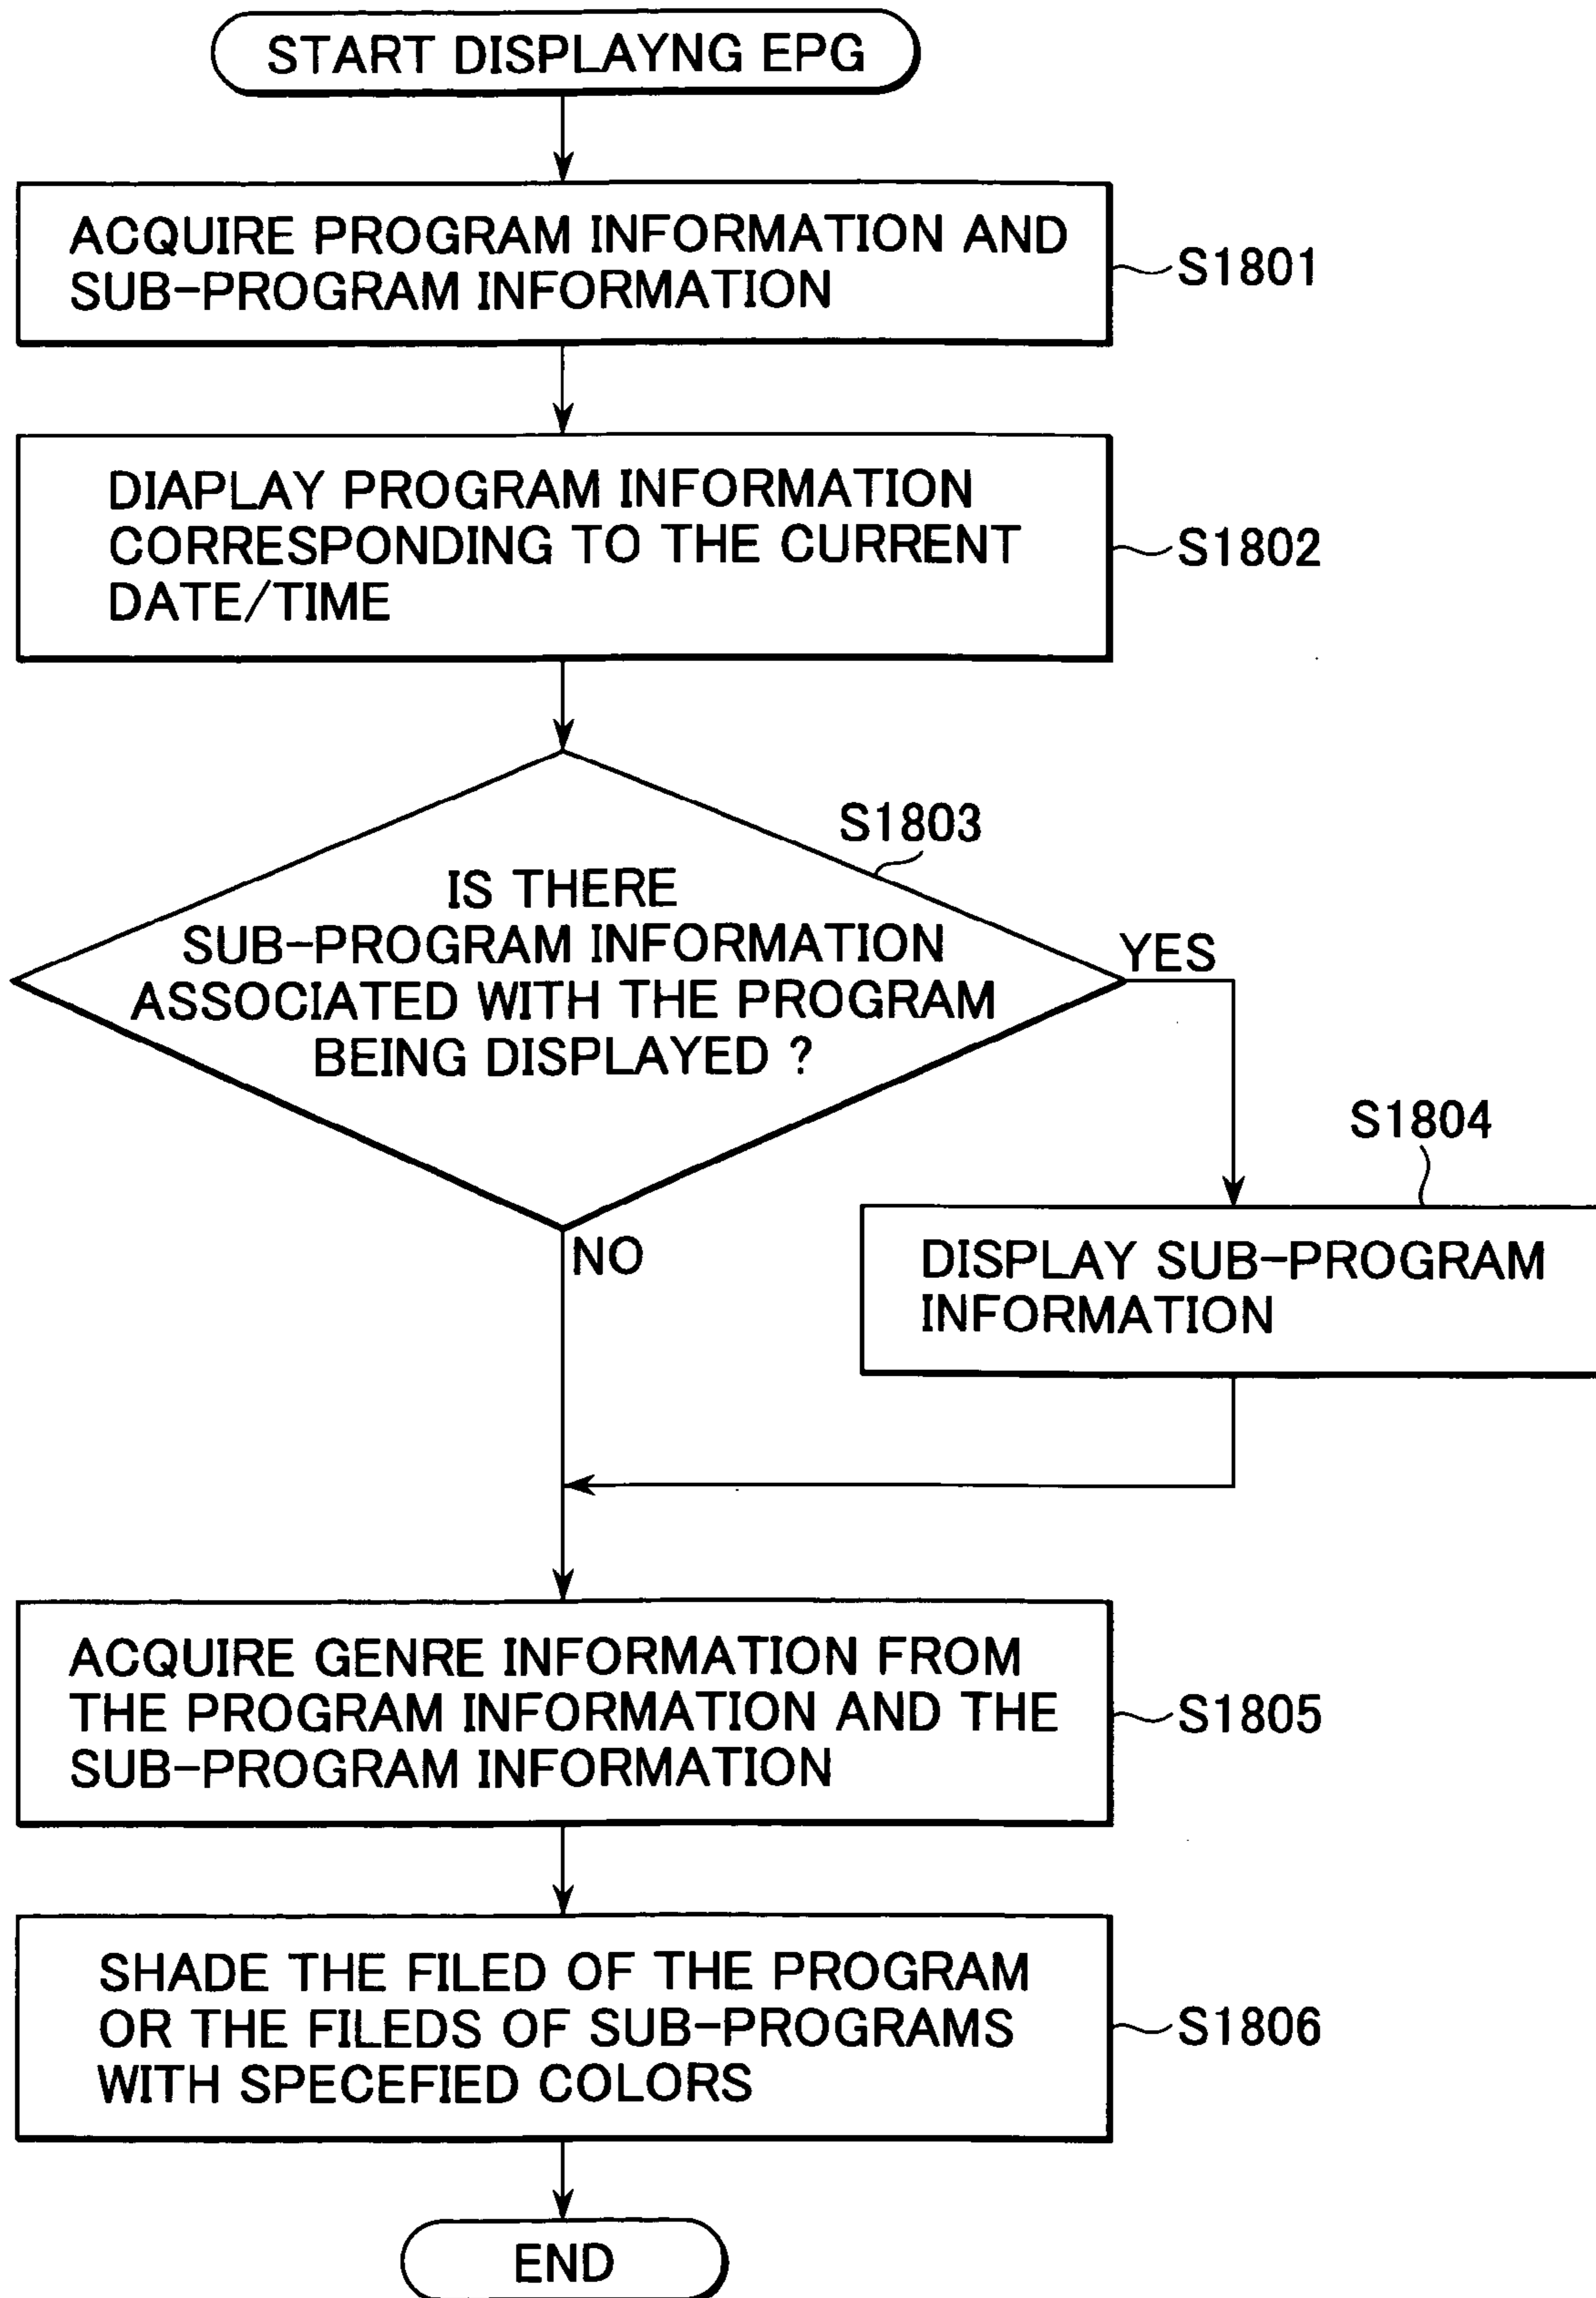 START DISPLAYNG EPG
ACQUIRE PROGRAM INFORMATION AND
SUB-PROGRAM INFORMATION
S1801
DIAPLAY PROGRAM INFORMATION
CORRESPONDING TO THE CURRENT
DATE/TIME
S1802
S1803
IS THERE
SUB-PROGRAM INFORMATION
ASSOCIATED WITH THE PROGRAM
BEING DISPLAYED ?
YES
NO
S1804
DISPLAY SUB-PROGRAM
INFORMATION
ACQUIRE GENRE INFORMATION FROM
THE PROGRAM INFORMATION AND THE
SUB-PROGRAM INFORMATION
S1805
SHADE THE FILED OF THE PROGRAM
OR THE FILEDS OF SUB-PROGRAMS
WITH SPECEFIED COLORS
S1806
END